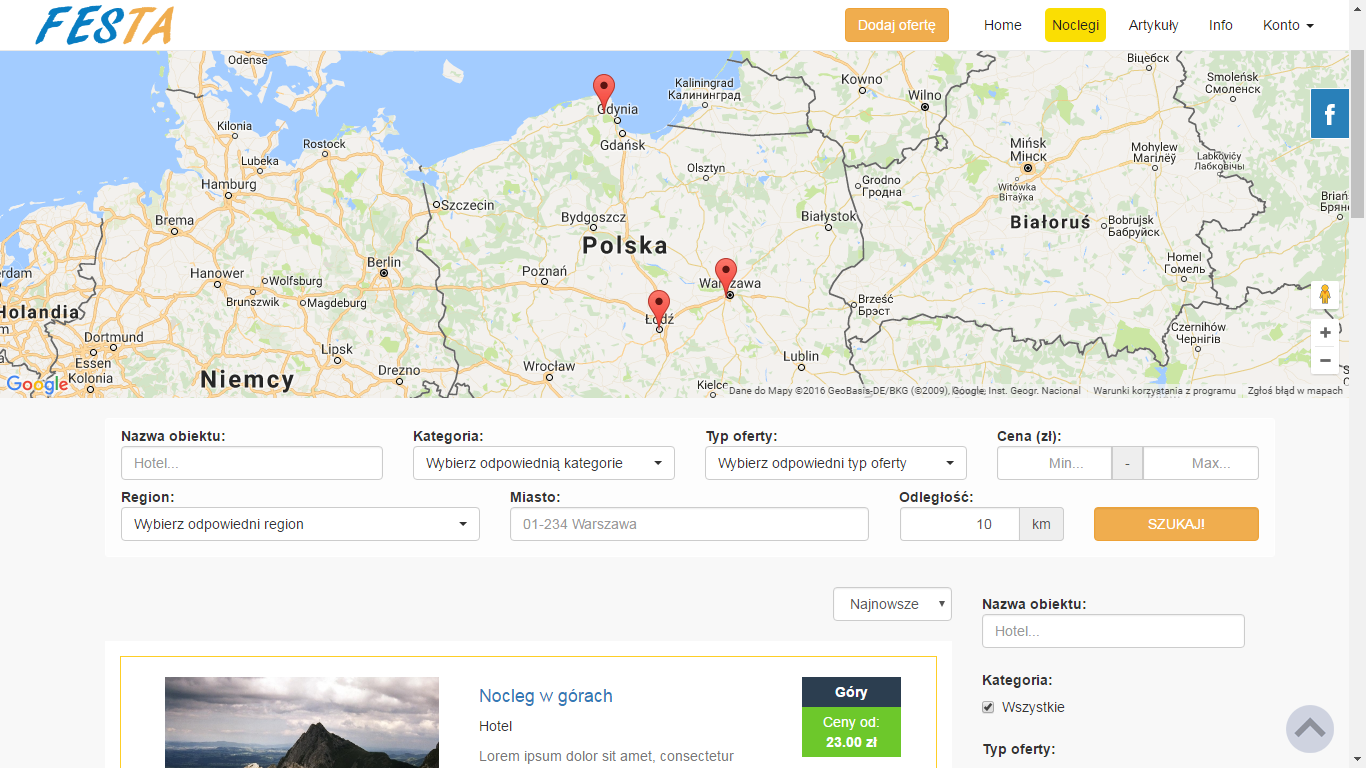 FESTA
Dodaj ofertę
Home
Noclegi
Artykuły
Info
Konto
Odense
Kilonia
Rostock
Lubeka
Hamburg
Brema
Hanower
Wolfsburg
Brunszwik
Magdeburg
Berlin
Holandia
Dortmund
Essen
Kolonia
Lipsk
Drezno
Niemcy
Google
Szczecin
Gdynia
Gdańsk
Bydgoszcz
Polska
Poznań
Warszawa
Łódź
Wrocław
Lublin
Kielc
Olsztyn
Białystok
Kaliningrad
Калининград
Kowno
Wilno
Grodno
Гродна
Brześć
Брэст
Віцебск
Smoleńsk
Смоленск
Mińsk
Мінск
Mohylew
Магілёў
Labkovičy
Лабковічы
Witówka
Вітаўка
Białoruś
Bobrujsk
Бабруйск
Homel
Гомель
Czernihów
Чернігів
Dane do Mapy ©2016 GeoBasis-DE/BKG (©2009), Google, Inst. Geogr. Nacional
Warunki korzystania z programu
Zgłoś błąd w mapach
f
+
−
Nazwa obiektu:
Kategoria:
Typ oferty:
Cena (zł):
Hotel...
Wybierz odpowiednią kategorie
Wybierz odpowiedni typ oferty
Min...
-
Max...
Region:
Miasto:
Odległość:
Wybierz odpowiedni region
01-234 Warszawa
10
km
SZUKAJ!
Najnowsze
Nazwa obiektu:
Hotel...
Kategoria:
Wszystkie
Typ oferty:
Nocleg w górach
Hotel
Lorem ipsum dolor sit amet, consectetur
Góry
Ceny od:
23.00 zł